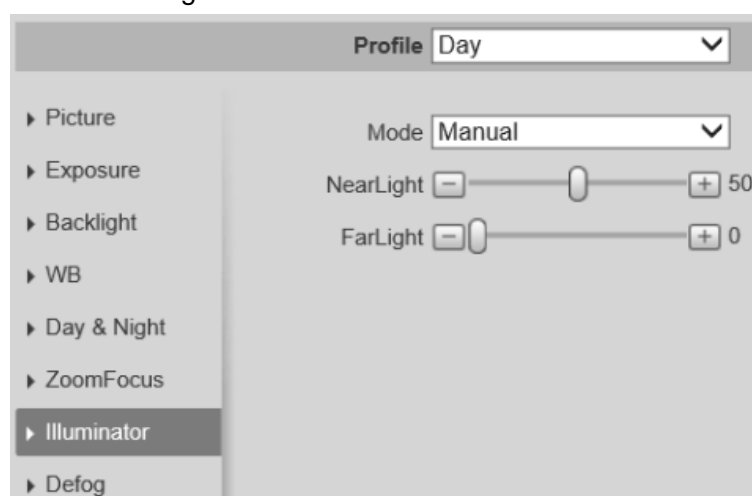 Profile Day
Picture
Mode Manual
Exposure
NearLight 50
Backlight
FarLight 0
WB
Day & Night
ZoomFocus
Illuminator
Defog